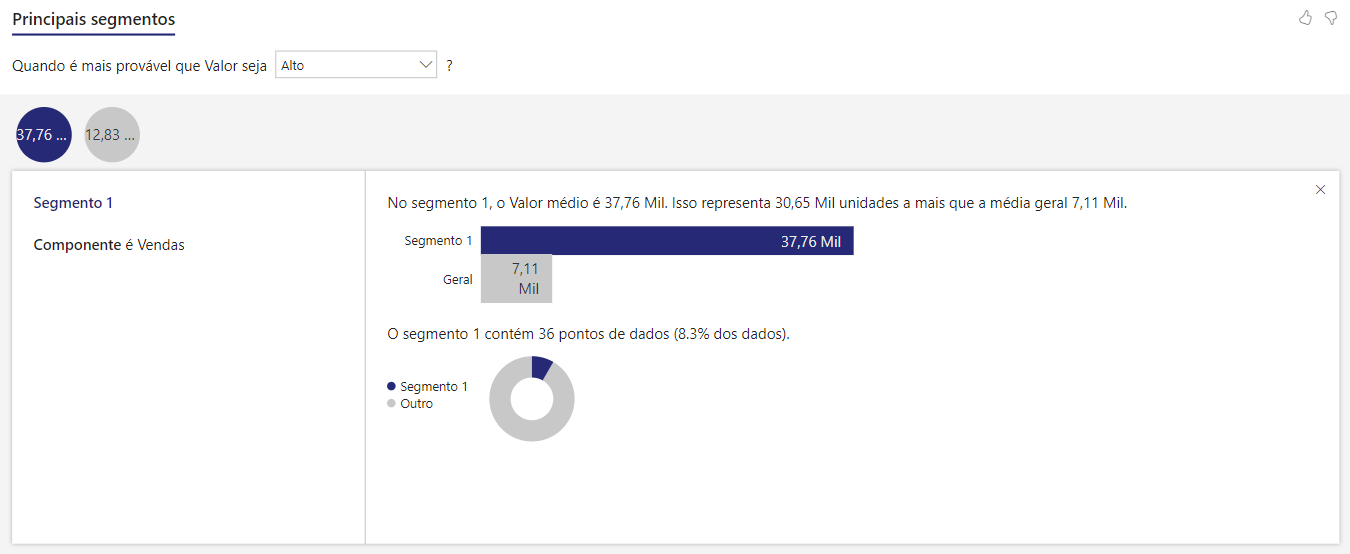 Principais segmentos
Quando é mais provável que Valor seja Alto ?
37,76 ... 12,83 ...
Segmento 1
Componente é Vendas
No segmento 1, o Valor médio é 37,76 Mil. Isso representa 30,65 Mil unidades a mais que a média geral 7,11 Mil.
Segmento 1 37,76 Mil
Geral 7,11
Mil
O segmento 1 contém 36 pontos de dados (8.3% dos dados).
Segmento 1
Outro